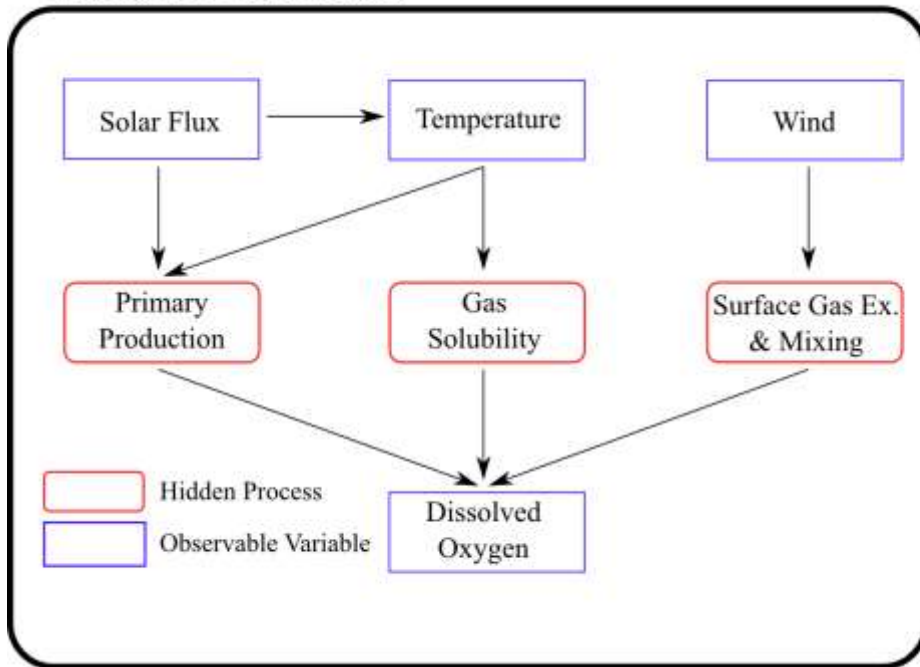 Solar Flux
Temperature
Wind
Primary
Production
Gas
Solubility
Surface Gas Ex.
& Mixing
Hidden Process
Observable Variable
Dissolved
Oxygen